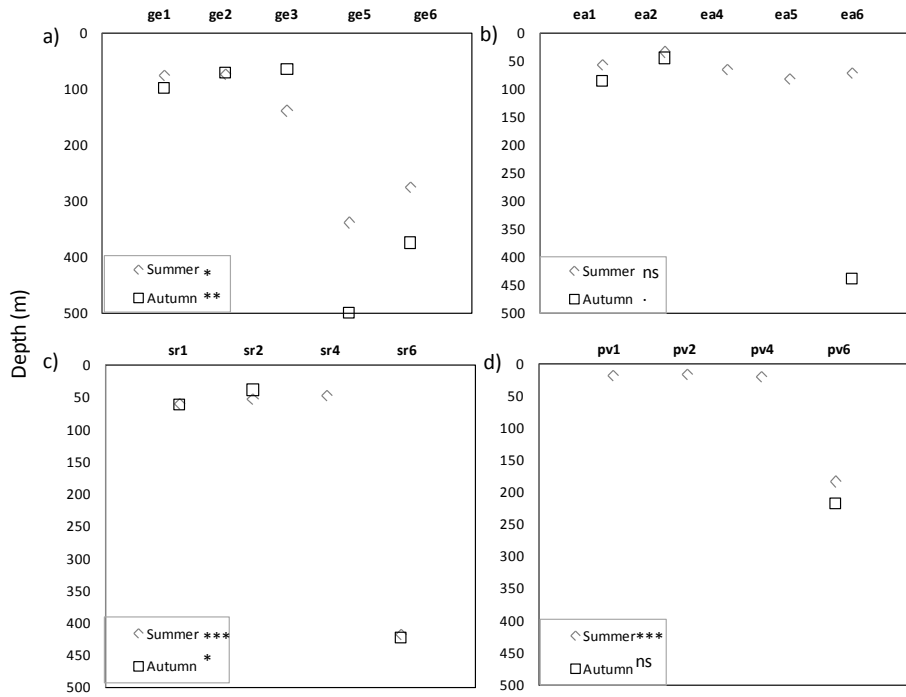 a)
ge1 ge2 ge3 ge5 ge6
0
100
200
300
400
500
Summer *
Autumn **
b)
ea1 ea2 ea4 ea5 ea6
0
50
100
150
200
250
300
350
400
450
500
Summer ns
Autumn .
Depth (m)
c)
sr1 sr2 sr4 sr6
0
50
100
150
200
250
300
350
400
450
500
Summer ***
Autumn *
d)
pv1 pv2 pv4 pv6
0
50
100
150
200
250
300
350
400
450
500
Summer ***
Autumn ns